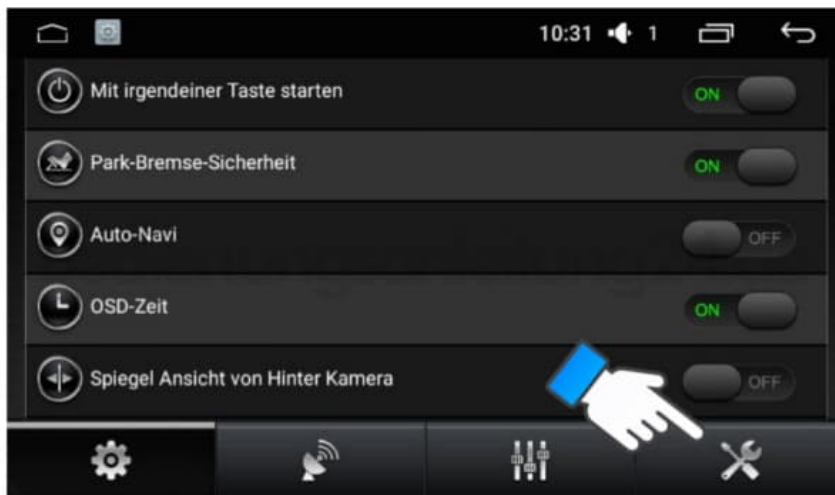 10:31 1
Mit irgendeiner Taste starten ON
Park-Bremse-Sicherheit ON
Auto-Navi OFF
OSD-Zeit ON
Spiegel Ansicht von Hinter Kamera OFF